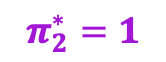 π₂* = 1